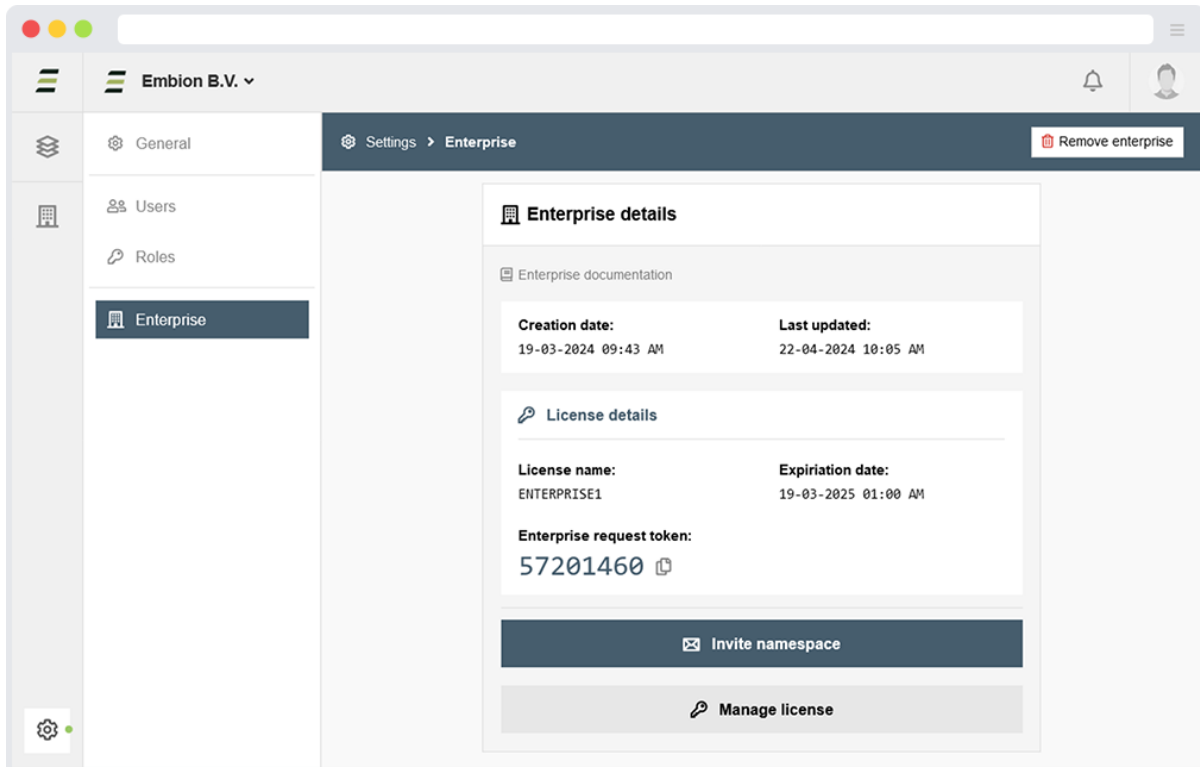 Embion B.V.
General
Users
Roles
Enterprise
Settings > Enterprise
Remove enterprise
Enterprise details
Enterprise documentation
Creation date: Last updated:
19-03-2024 09:43 AM 22-04-2024 10:05 AM
License details
License name: Expiriation date:
ENTERPRISE1 19-03-2025 01:00 AM
Enterprise request token:
57201460
Invite namespace
Manage license